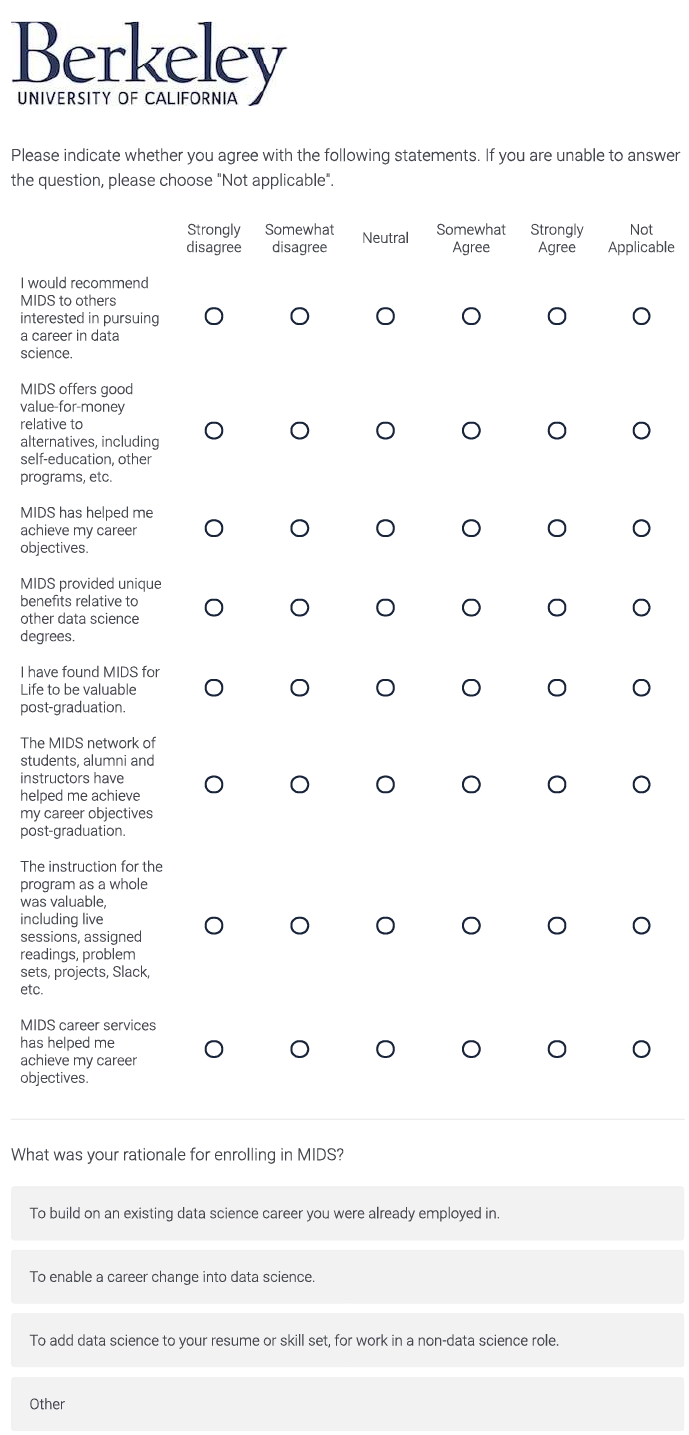 Berkeley
UNIVERSITY OF CALIFORNIA
Please indicate whether you agree with the following statements. If you are unable to answer
the question, please choose "Not applicable".
Strongly disagree
Somewhat disagree
Neutral
Somewhat Agree
Strongly Agree
Not Applicable
I would recommend
MIDS to others
interested in pursuing
a career in data
science.
MIDS offers good
value-for-money
relative to
alternatives, including
self-education, other
programs, etc.
MIDS has helped me
achieve my career
objectives.
MIDS provided unique
benefits relative to
other data science
degrees.
I have found MIDS for
Life to be valuable
post-graduation.
The MIDS network of
students, alumni and
instructors have
helped me achieve
my career objectives
post-graduation.
The instruction for the
program as a whole
was valuable,
including live
sessions, assigned
readings, problem
sets, projects, Slack,
etc.
MIDS career services
has helped me
achieve my career
objectives.
What was your rationale for enrolling in MIDS?
To build on an existing data science career you were already employed in.
To enable a career change into data science.
To add data science to your resume or skill set, for work in a non-data science role.
Other